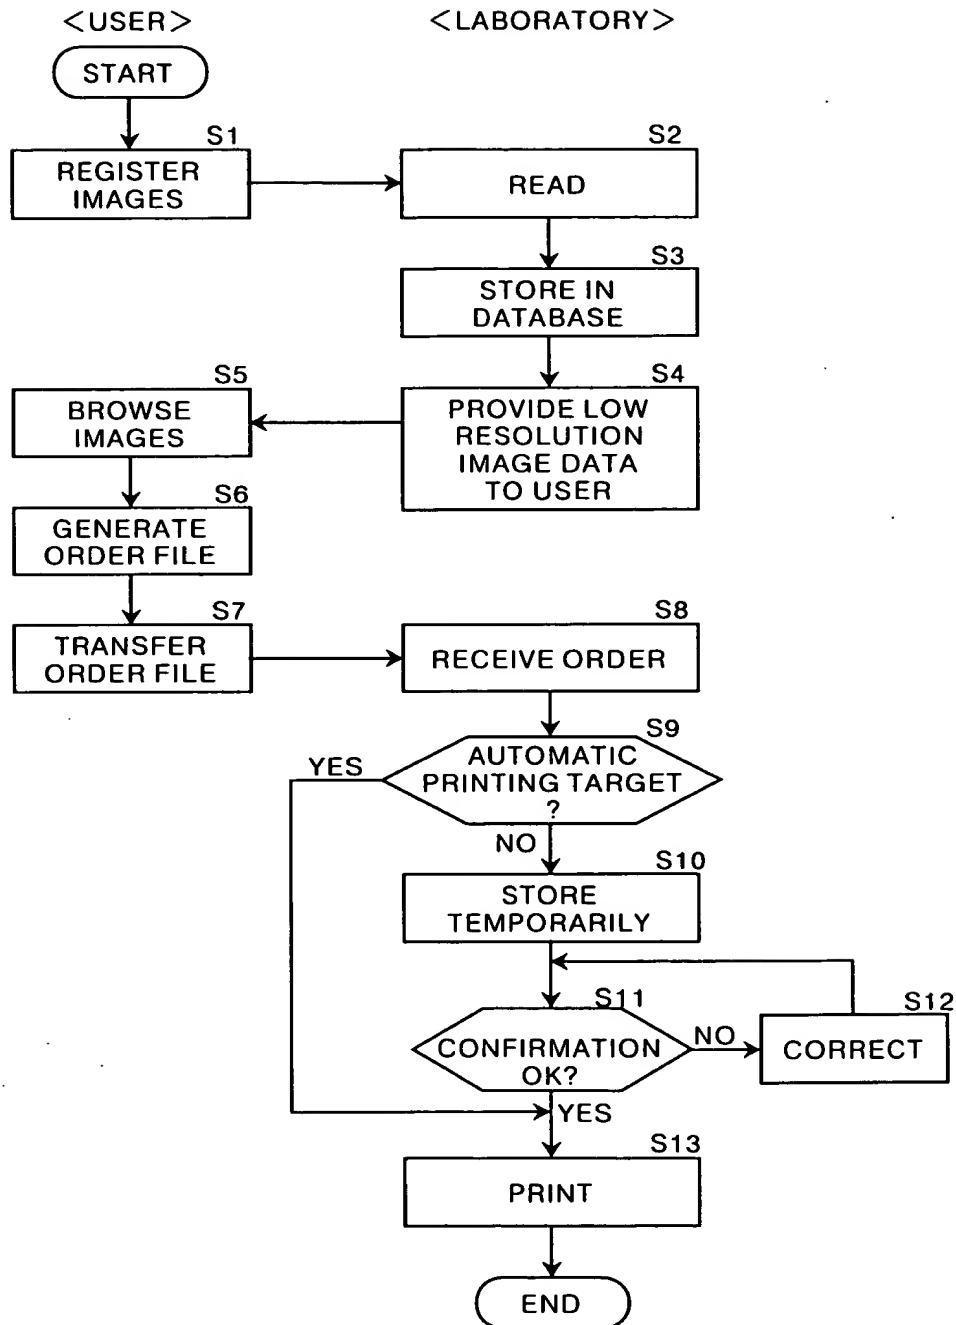 <USER>
<LABORATORY>
START
S1
REGISTER
IMAGES
S2
READ
S3
STORE IN
DATABASE
S4
PROVIDE LOW
RESOLUTION
IMAGE DATA
TO USER
S5
BROWSE
IMAGES
S6
GENERATE
ORDER FILE
S7
TRANSFER
ORDER FILE
S8
RECEIVE ORDER
S9
AUTOMATIC
PRINTING TARGET
?
YES
NO
S10
STORE
TEMPORARILY
S11
CONFIRMATION
OK?
NO
S12
CORRECT
YES
S13
PRINT
END